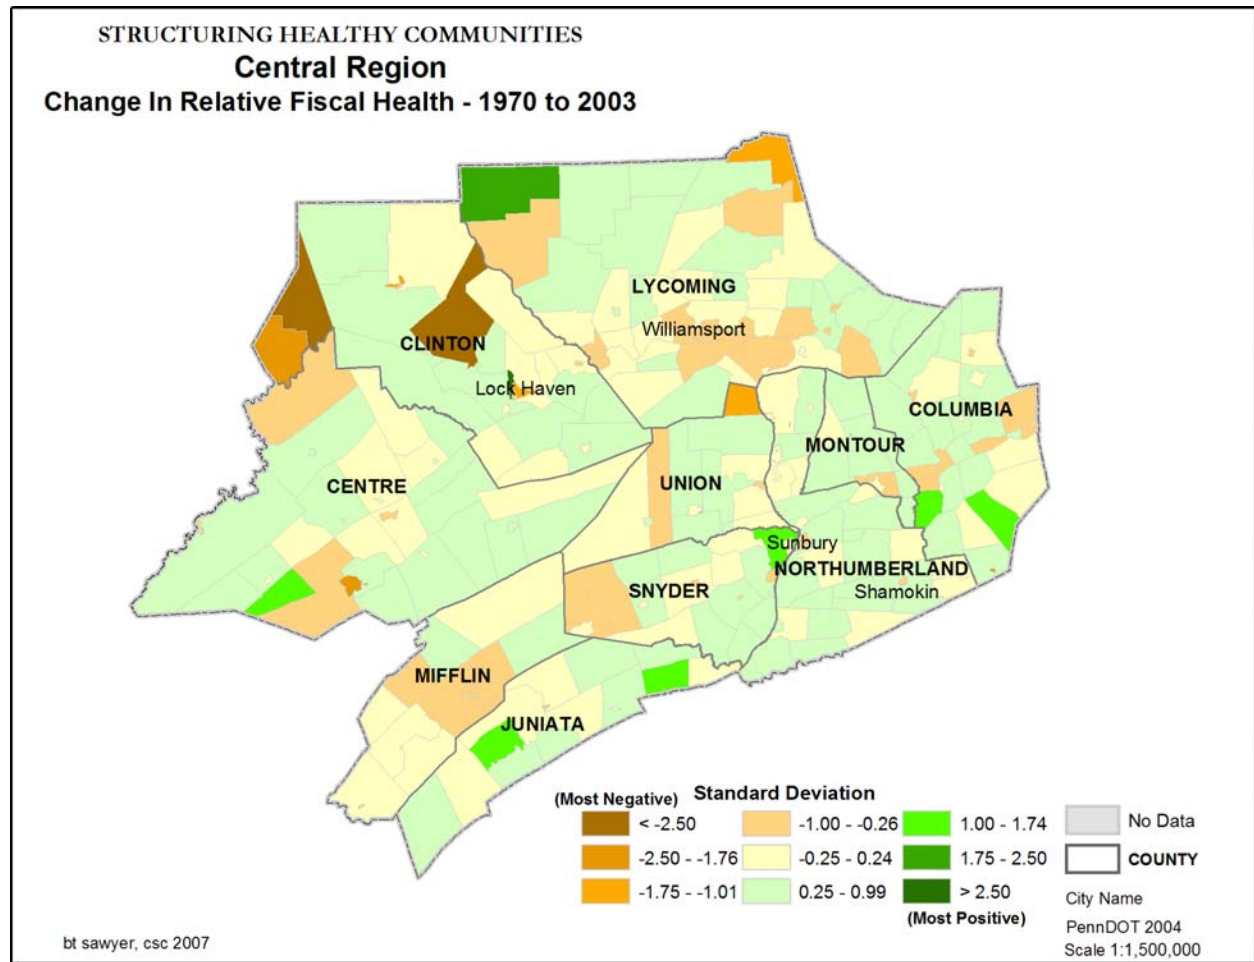 STRUCTURING HEALTHY COMMUNITIES
Central Region
Change In Relative Fiscal Health - 1970 to 2003
LYCOMING
Williamsport
CLINTON
Lock Haven
COLUMBIA
MONTOUR
CENTRE
UNION
Sunbury
NORTHUMBERLAND
SNYDER
Shamokin
MIFFLIN
JUNIATA
(Most Negative) Standard Deviation
< -2.50
-2.50 - -1.76
-1.75 - -1.01
-1.00 - -0.26
-0.25 - 0.24
0.25 - 0.99
1.00 - 1.74
1.75 - 2.50
> 2.50
(Most Positive)
No Data
COUNTY
City Name
PennDOT 2004
Scale 1:1,500,000
bt sawyer, csc 2007